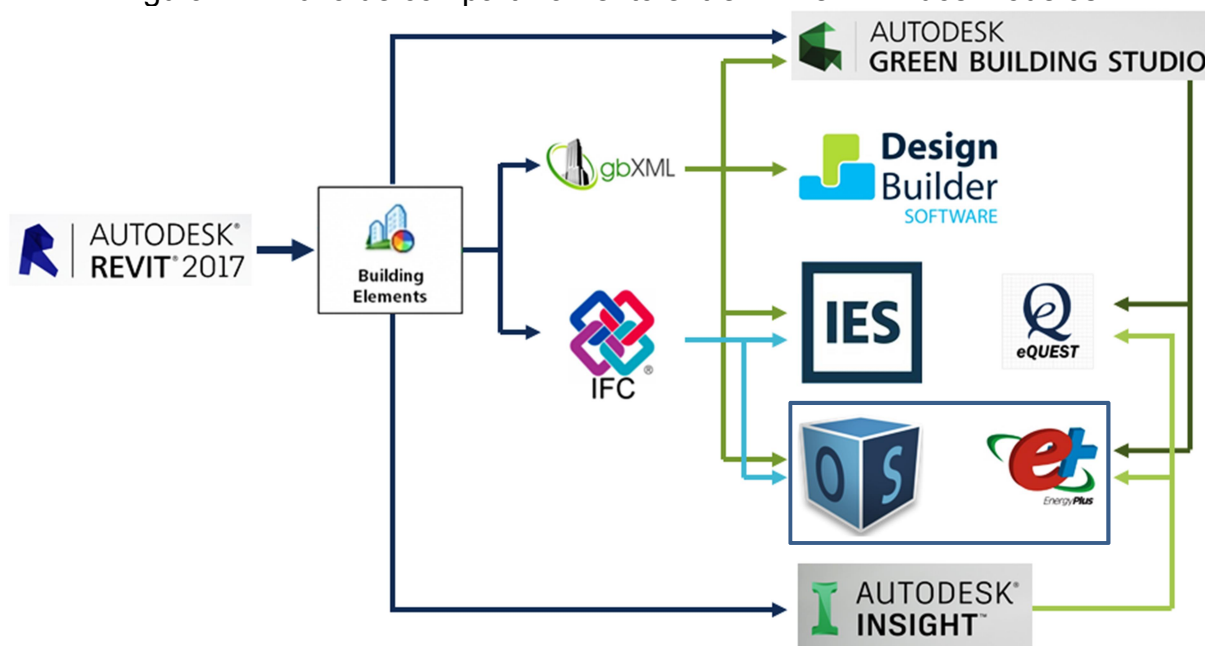 AUTODESK
GREEN BUILDING STUDIO
gbXML
Design
Builder
SOFTWARE
AUTODESK®
REVIT® 2017
Building
Elements
IES
Q
e
eQUEST
IFC ®
O S
e+
EnergyPlus
AUTODESK®
INSIGHT™